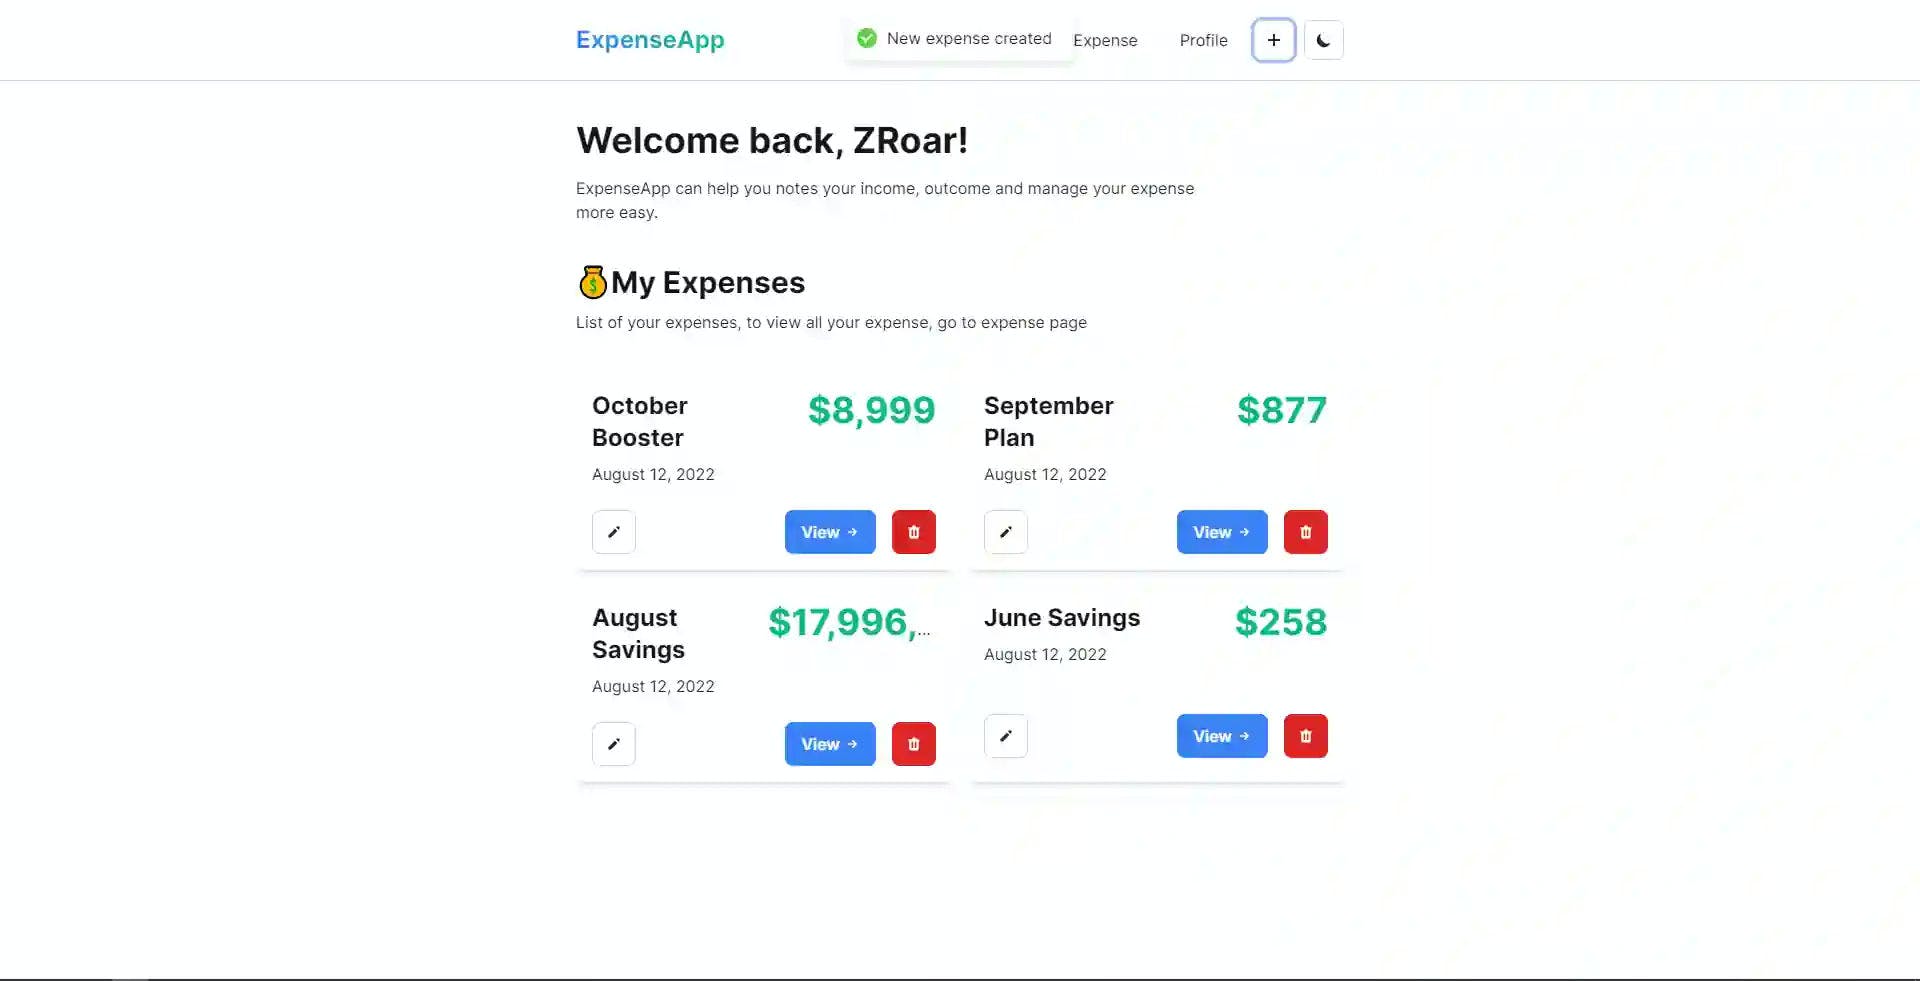 ExpenseApp
New expense created
Expense
Profile
Welcome back, ZRoar!
ExpenseApp can help you notes your income, outcome and manage your expense
more easy.
My Expenses
List of your expenses, to view all your expense, go to expense page
October
Booster
$8,999
August 12, 2022
View
September
Plan
$877
August 12, 2022
View
August
Savings
$17,996,...
August 12, 2022
View
June Savings
$258
August 12, 2022
View